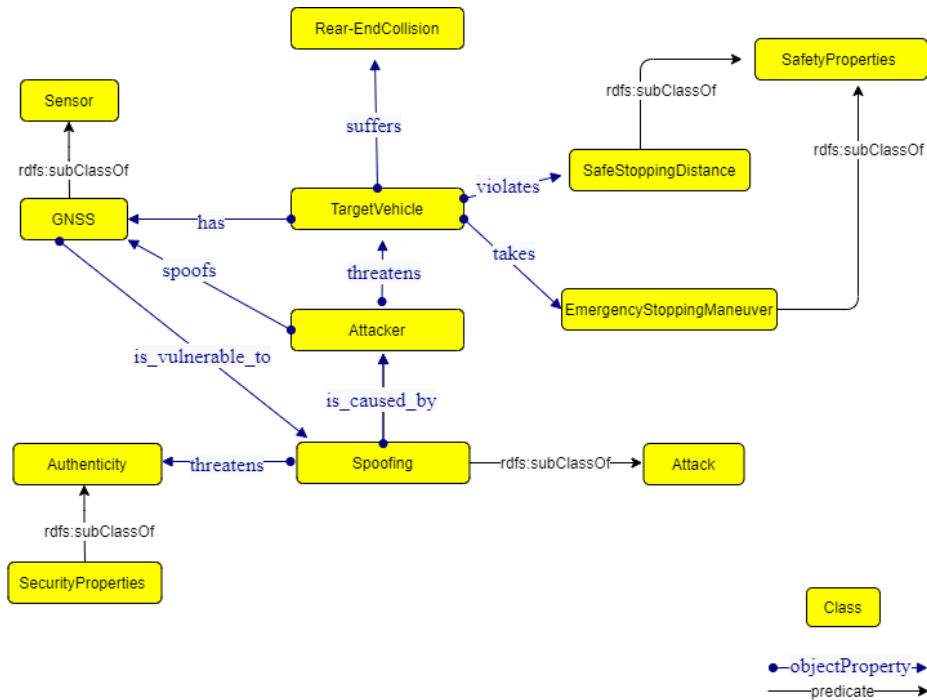 Rear-EndCollision
SafetyProperties
Sensor
rdfs:subClassOf
suffers
rdfs:subClassOf
rdfs:subClassOf
SafeStoppingDistance
violates
GNSS
has
TargetVehicle
takes
spoofs
threatens
EmergencyStoppingManeuver
Attacker
is_vulnerable_to
is_caused_by
Authenticity
threatens
Spoofing
rdfs:subClassOf
Attack
rdfs:subClassOf
SecurityProperties
Class
objectProperty
predicate